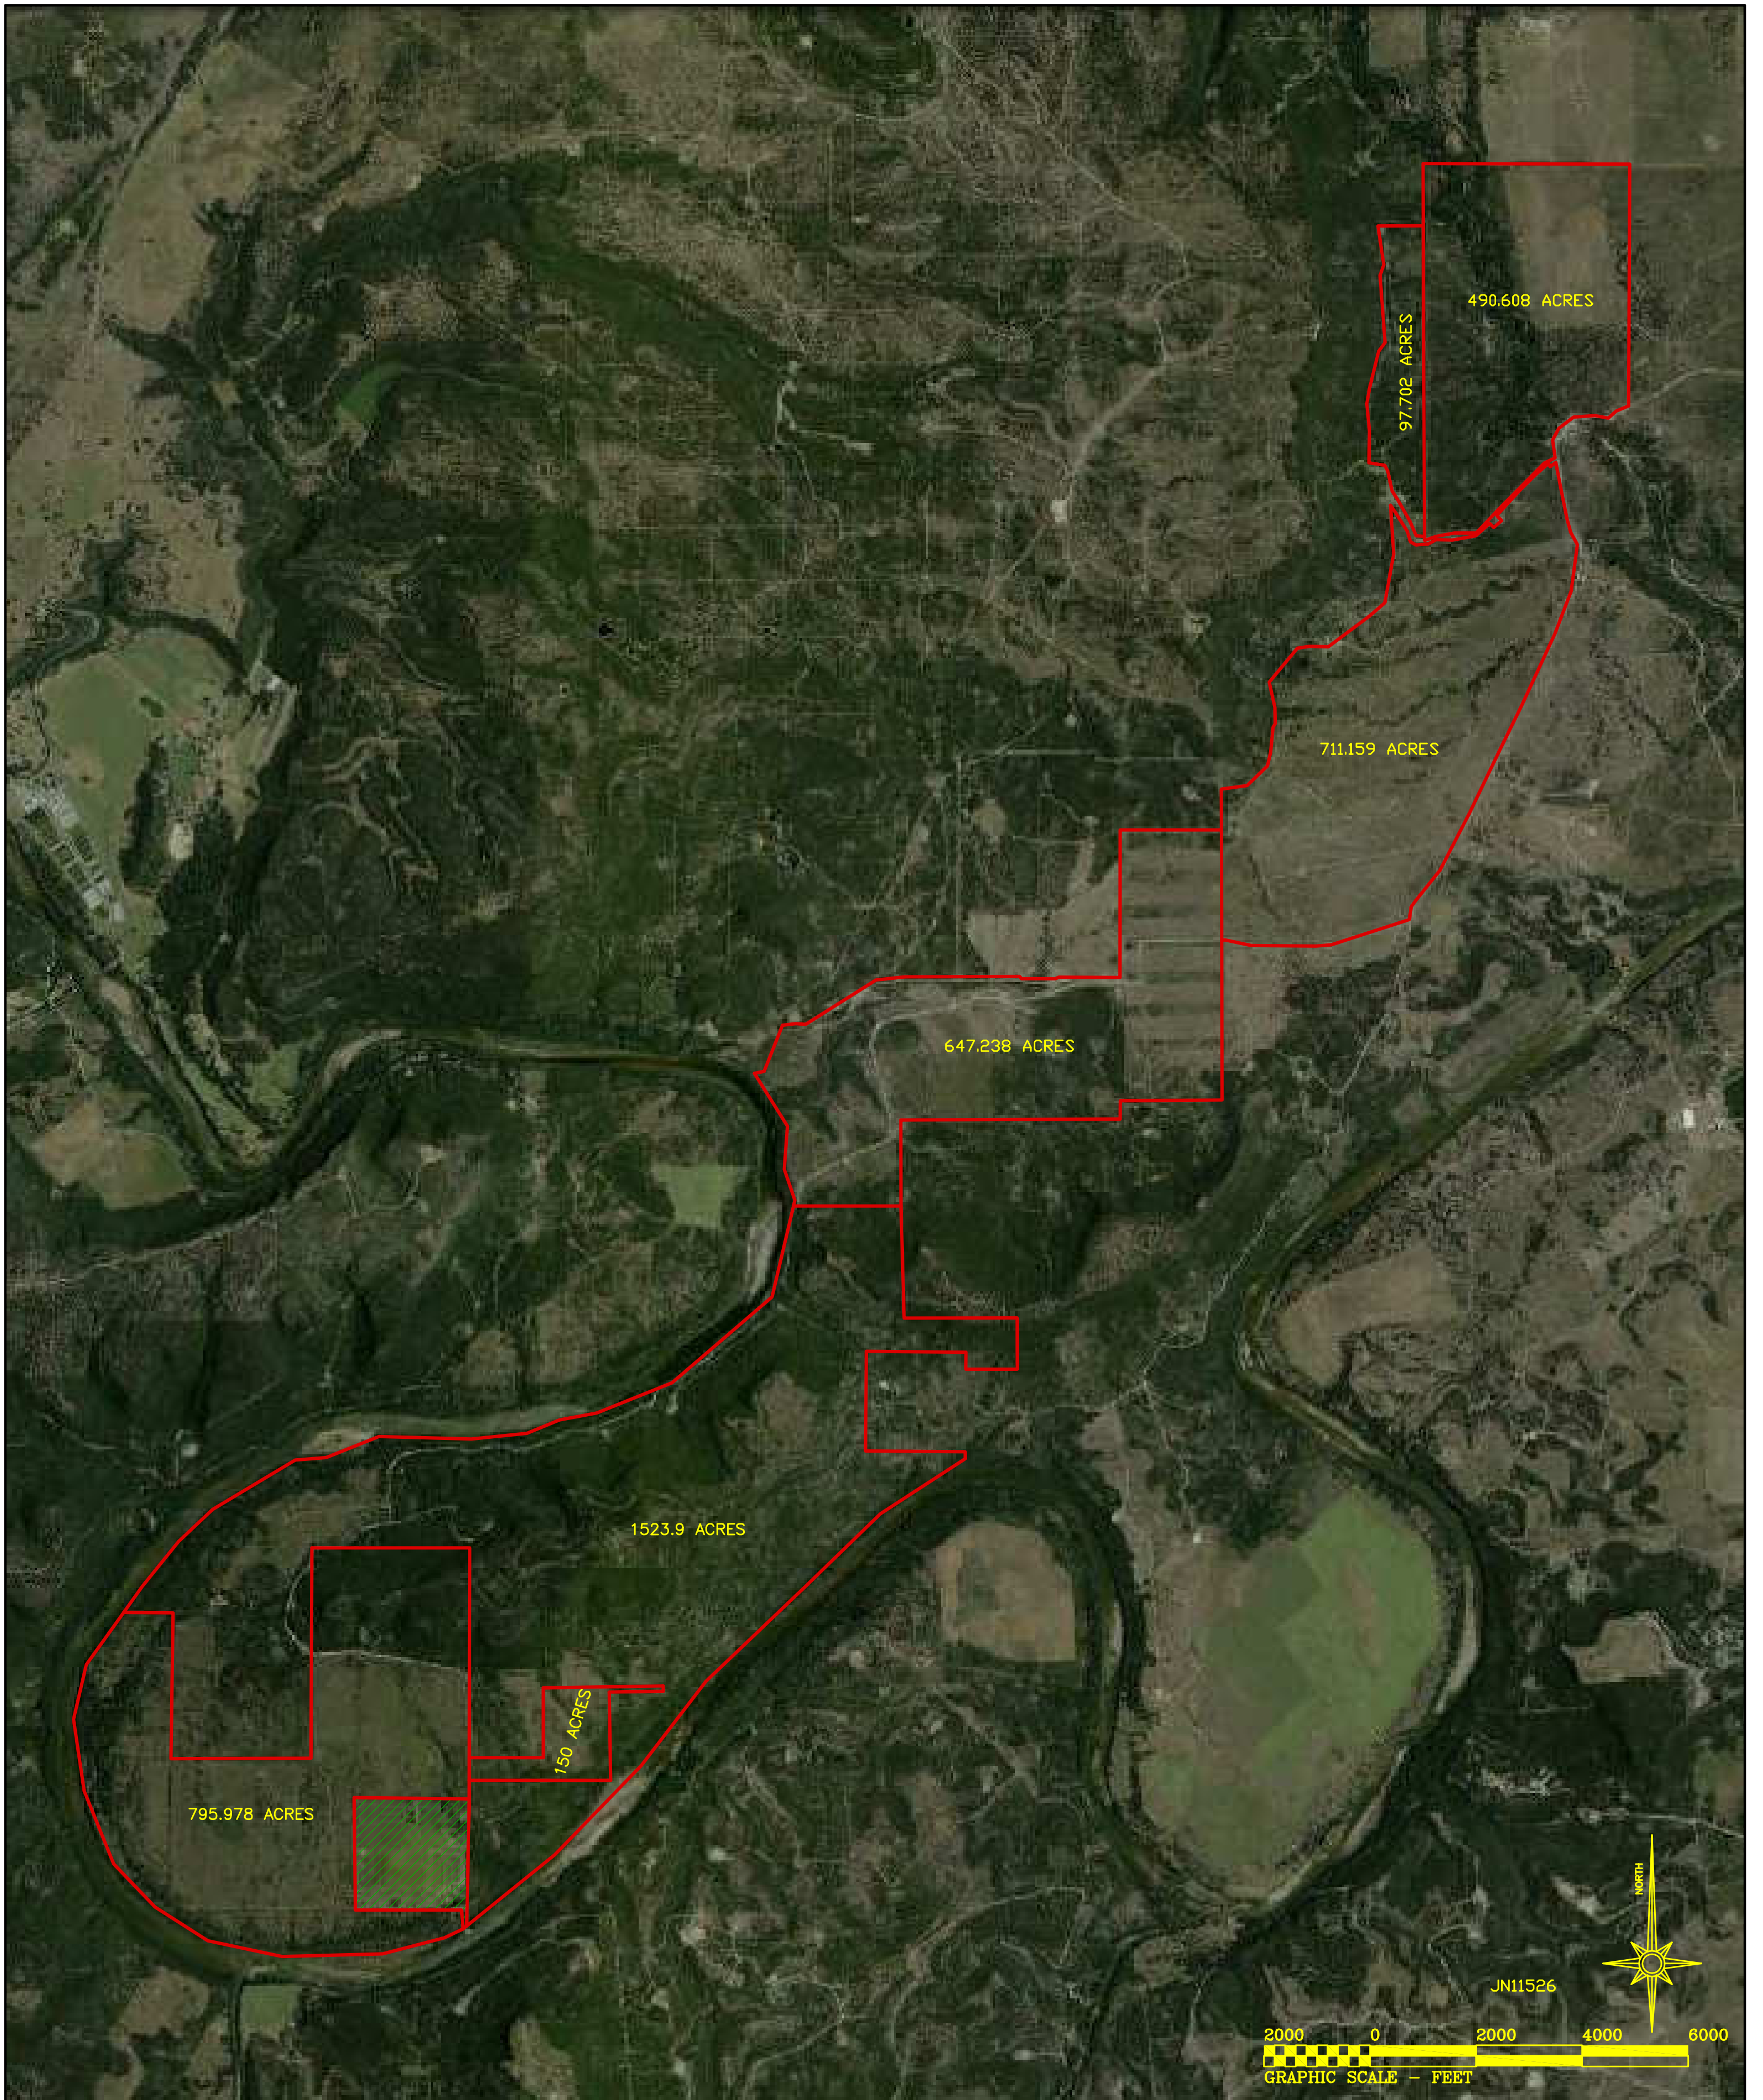 490.608 ACRES
97.702 ACRES
711.159 ACRES
647.238 ACRES
1523.9 ACRES
150 ACRES
795.978 ACRES
NORTH
JN11526
2000 0 2000 4000 6000
GRAPHIC SCALE - FEET